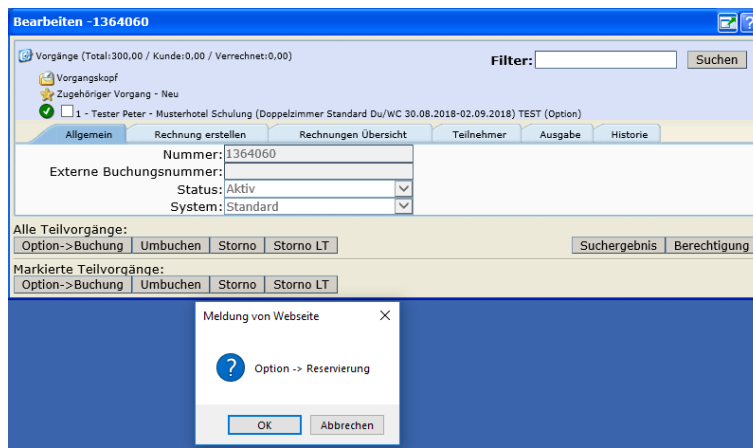 Bearbeiten -1364060
?
Vorgänge (Total:300,00 / Kunde:0,00 / Verrechnet:0,00)
Filter: Suchen
Vorgangskopf
Zugehöriger Vorgang - Neu
1 - Tester Peter - Musterhotel Schulung (Doppelzimmer Standard Du/WC 30.08.2018-02.09.2018) TEST (Option)
Allgemein Rechnung erstellen Rechnungen Übersicht Teilnehmer Ausgabe Historie
Nummer: 1364060
Externe Buchungsnummer:
Status: Aktiv
System: Standard
Alle Teilvorgänge:
Option->Buchung Umbuchen Storno Storno LT Suchergebnis Berechtigung
Markierte Teilvorgänge:
Option->Buchung Umbuchen Storno Storno LT
Meldung von Webseite
? Option -> Reservierung
OK Abbrechen